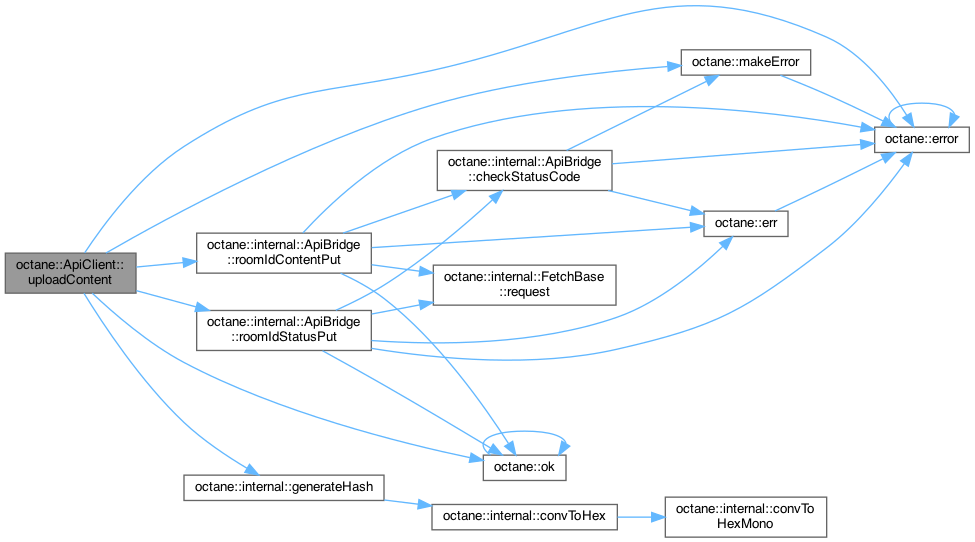 octane::makeError
octane::error
octane::internal::ApiBridge
::checkStatusCode
octane::err
octane::internal::ApiBridge
::roomIdContentPut
octane::ApiClient::
uploadContent
octane::internal::FetchBase
::request
octane::internal::ApiBridge
::roomIdStatusPut
octane::ok
octane::internal::generateHash
octane::internal::convToHex
octane::internal::convTo
HexMono